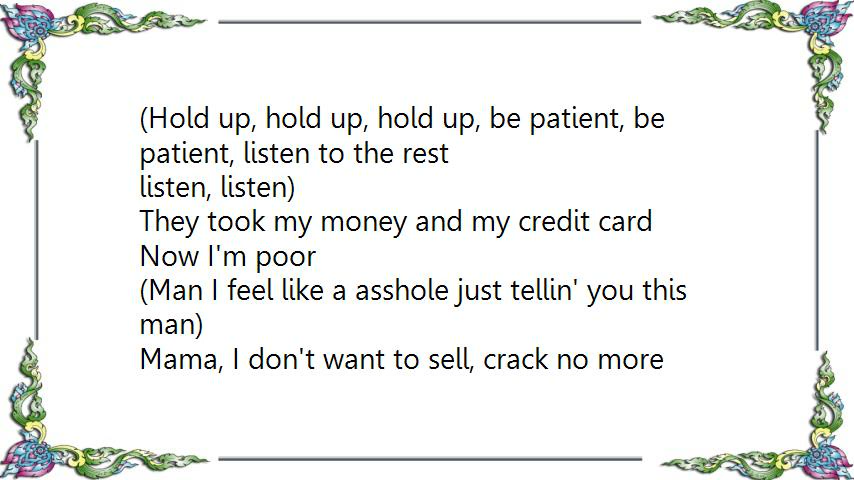 (Hold up, hold up, hold up, be patient, be
patient, listen to the rest
listen, listen)
They took my money and my credit card
Now I'm poor
(Man I feel like a asshole just tellin' you this
man)
Mama, I don't want to sell, crack no more